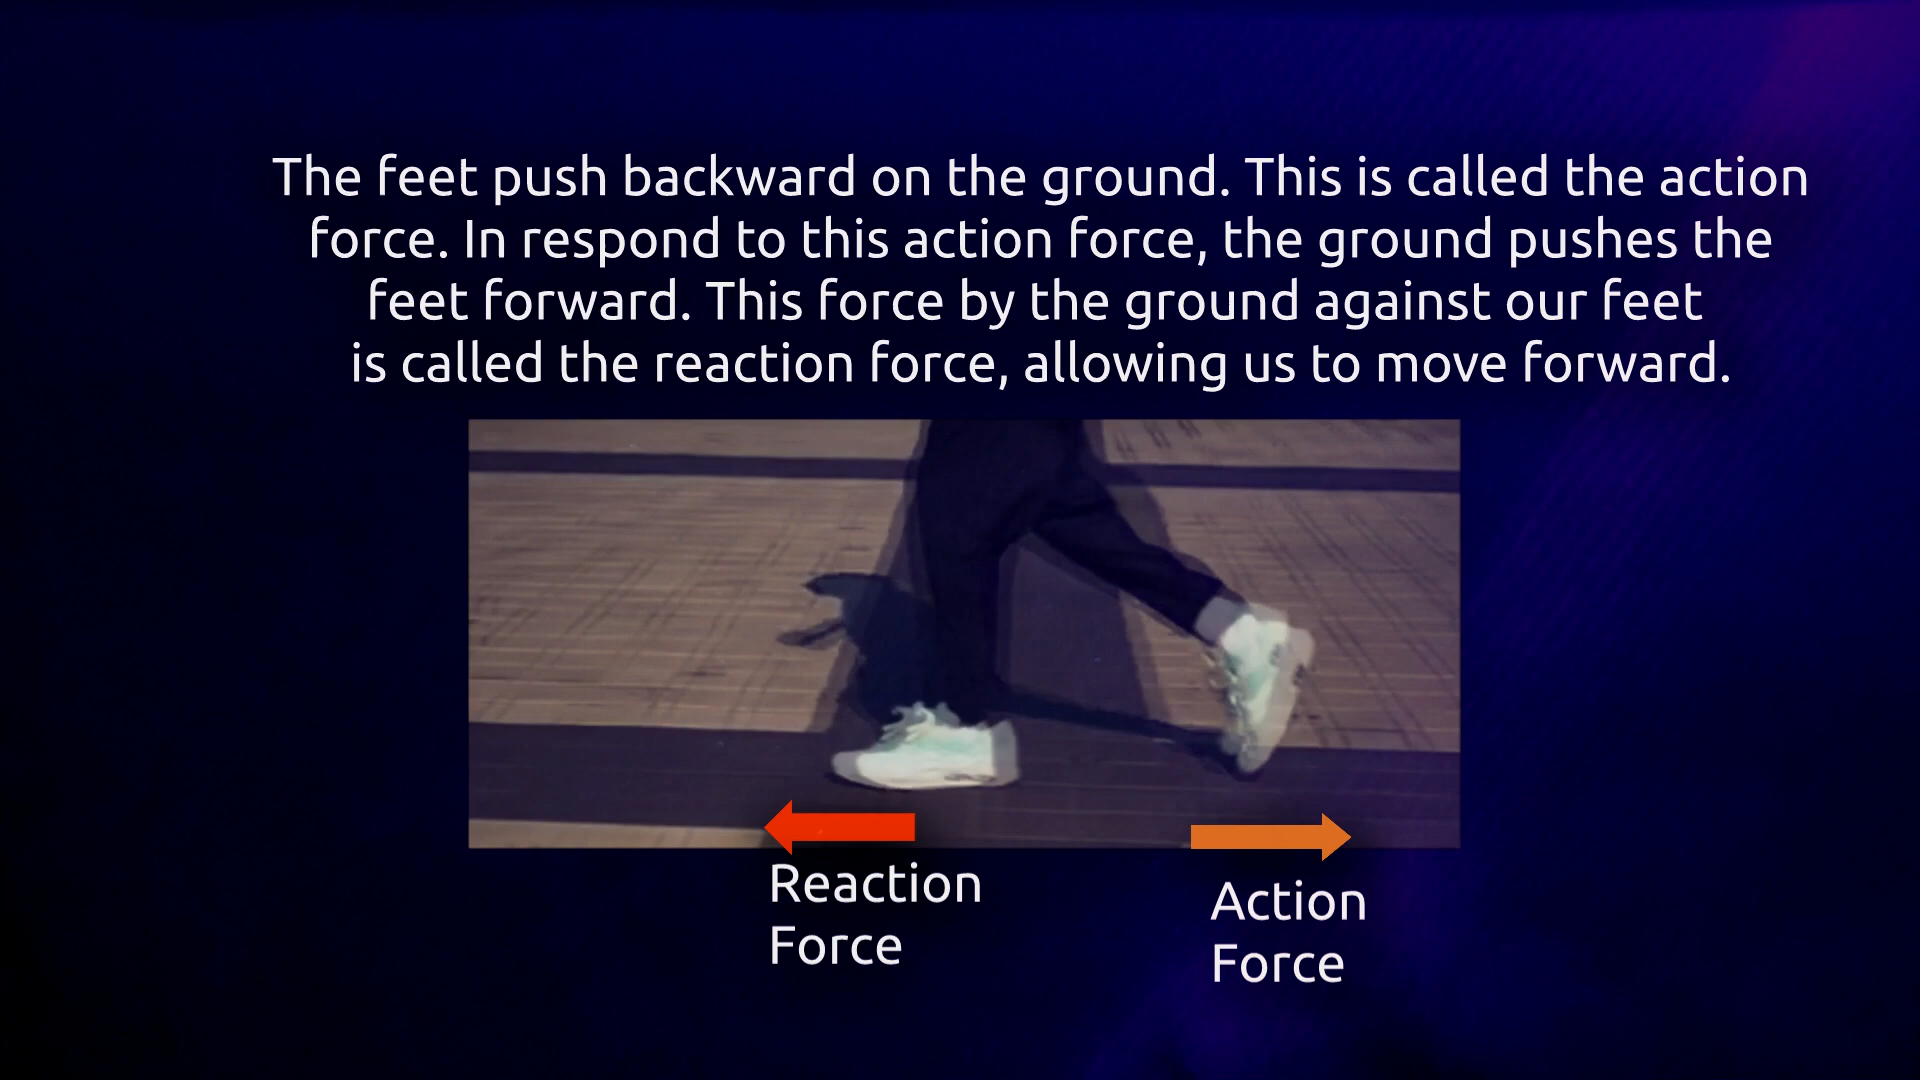 The feet push backward on the ground. This is called the action
force. In respond to this action force, the ground pushes the
feet forward. This force by the ground against our feet
is called the reaction force, allowing us to move forward.
Reaction
Force
Action
Force